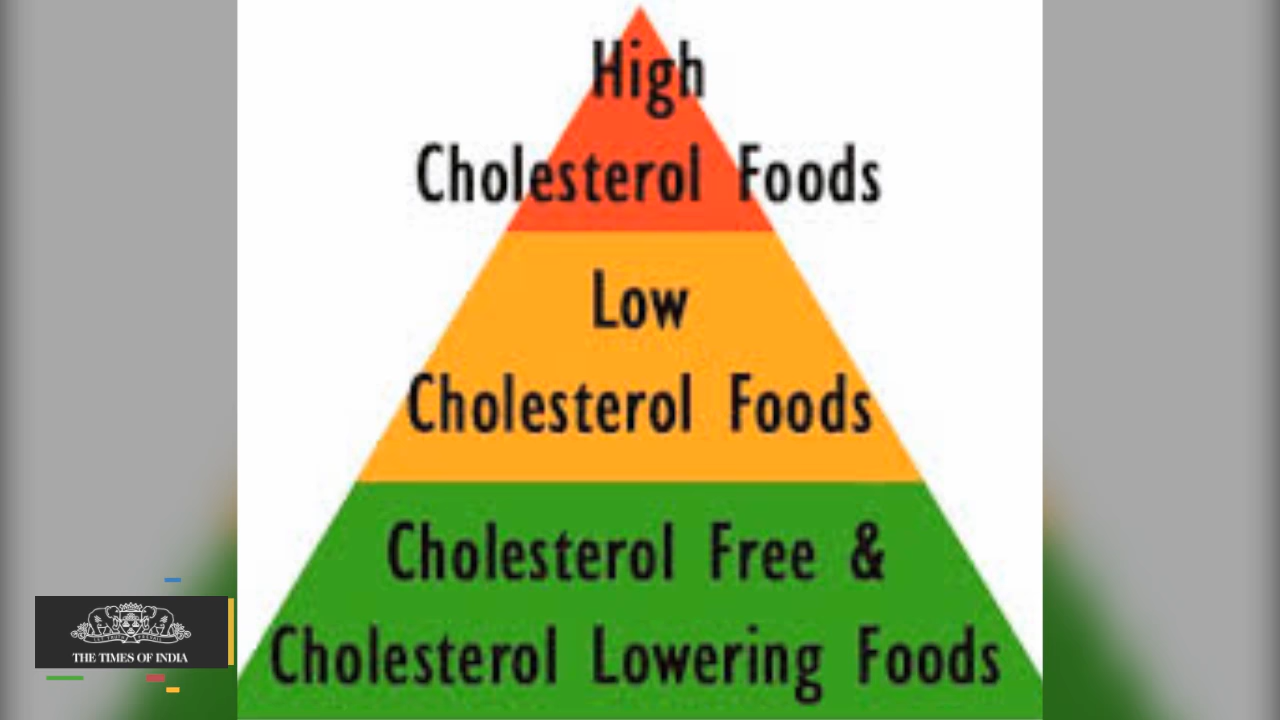 High
Cholesterol Foods
Low
Cholesterol Foods
Cholesterol Free &
Cholesterol Lowering Foods
THE TIMES OF INDIA